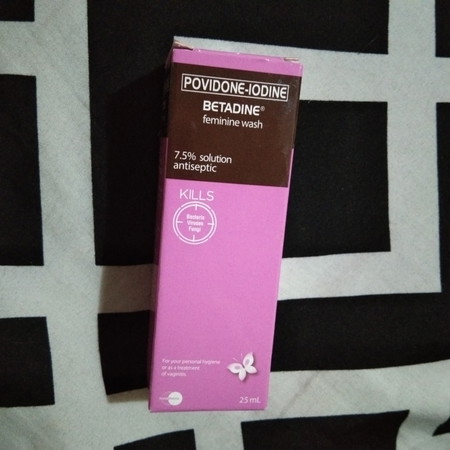 POVIDONE-IODINE
BETADINE®
feminine wash
7.5% solution
antiseptic
KILLS
Bacteria
Viruses
Fungi
For your personal hygiene
or as a treatment
of vaginitis
25 mL